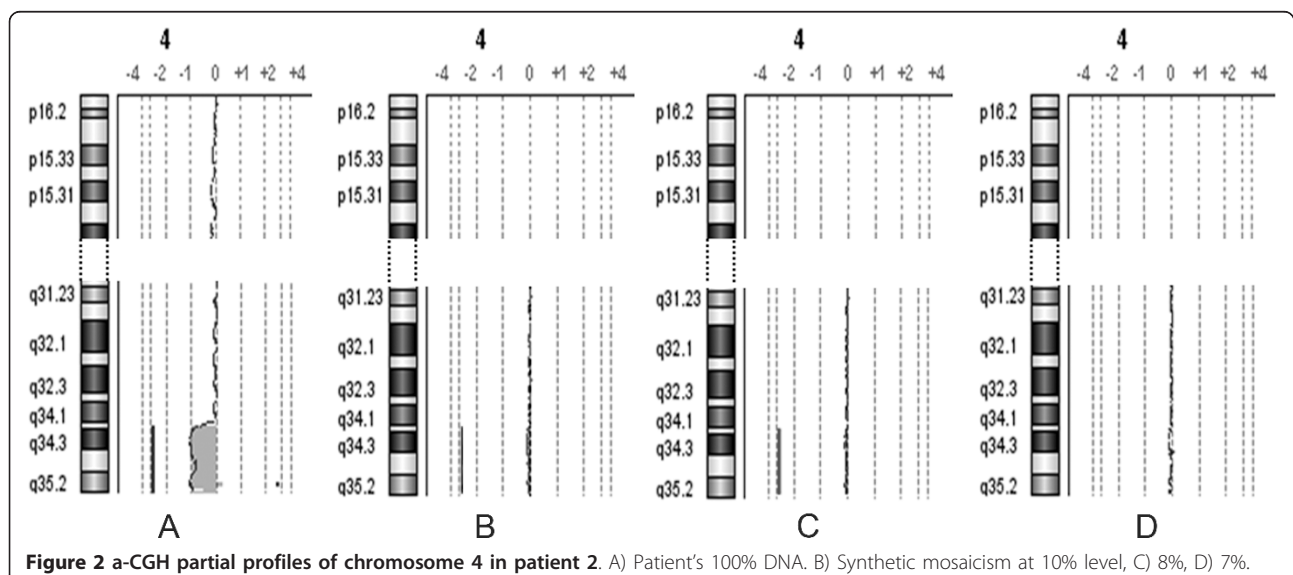 4 4 4 4
-4 -2 -1 0 +1 +2 +4 -4 -2 -1 0 +1 +2 +4 -4 -2 -1 0 +1 +2 +4 -4 -2 -1 0 +1 +2 +4
p16.2 p16.2 p16.2 p16.2
p15.33 p15.33 p15.33 p15.33
p15.31 p15.31 p15.31 p15.31
q31.23 q31.23 q31.23 q31.23
q32.1 q32.1 q32.1 q32.1
q32.3 q32.3 q32.3 q32.3
q34.1 q34.1 q34.1 q34.1
q34.3 q34.3 q34.3 q34.3
q35.2 q35.2 q35.2 q35.2
A B C D
Figure 2 a-CGH partial profiles of chromosome 4 in patient 2. A) Patient's 100% DNA. B) Synthetic mosaicism at 10% level, C) 8%, D) 7%.